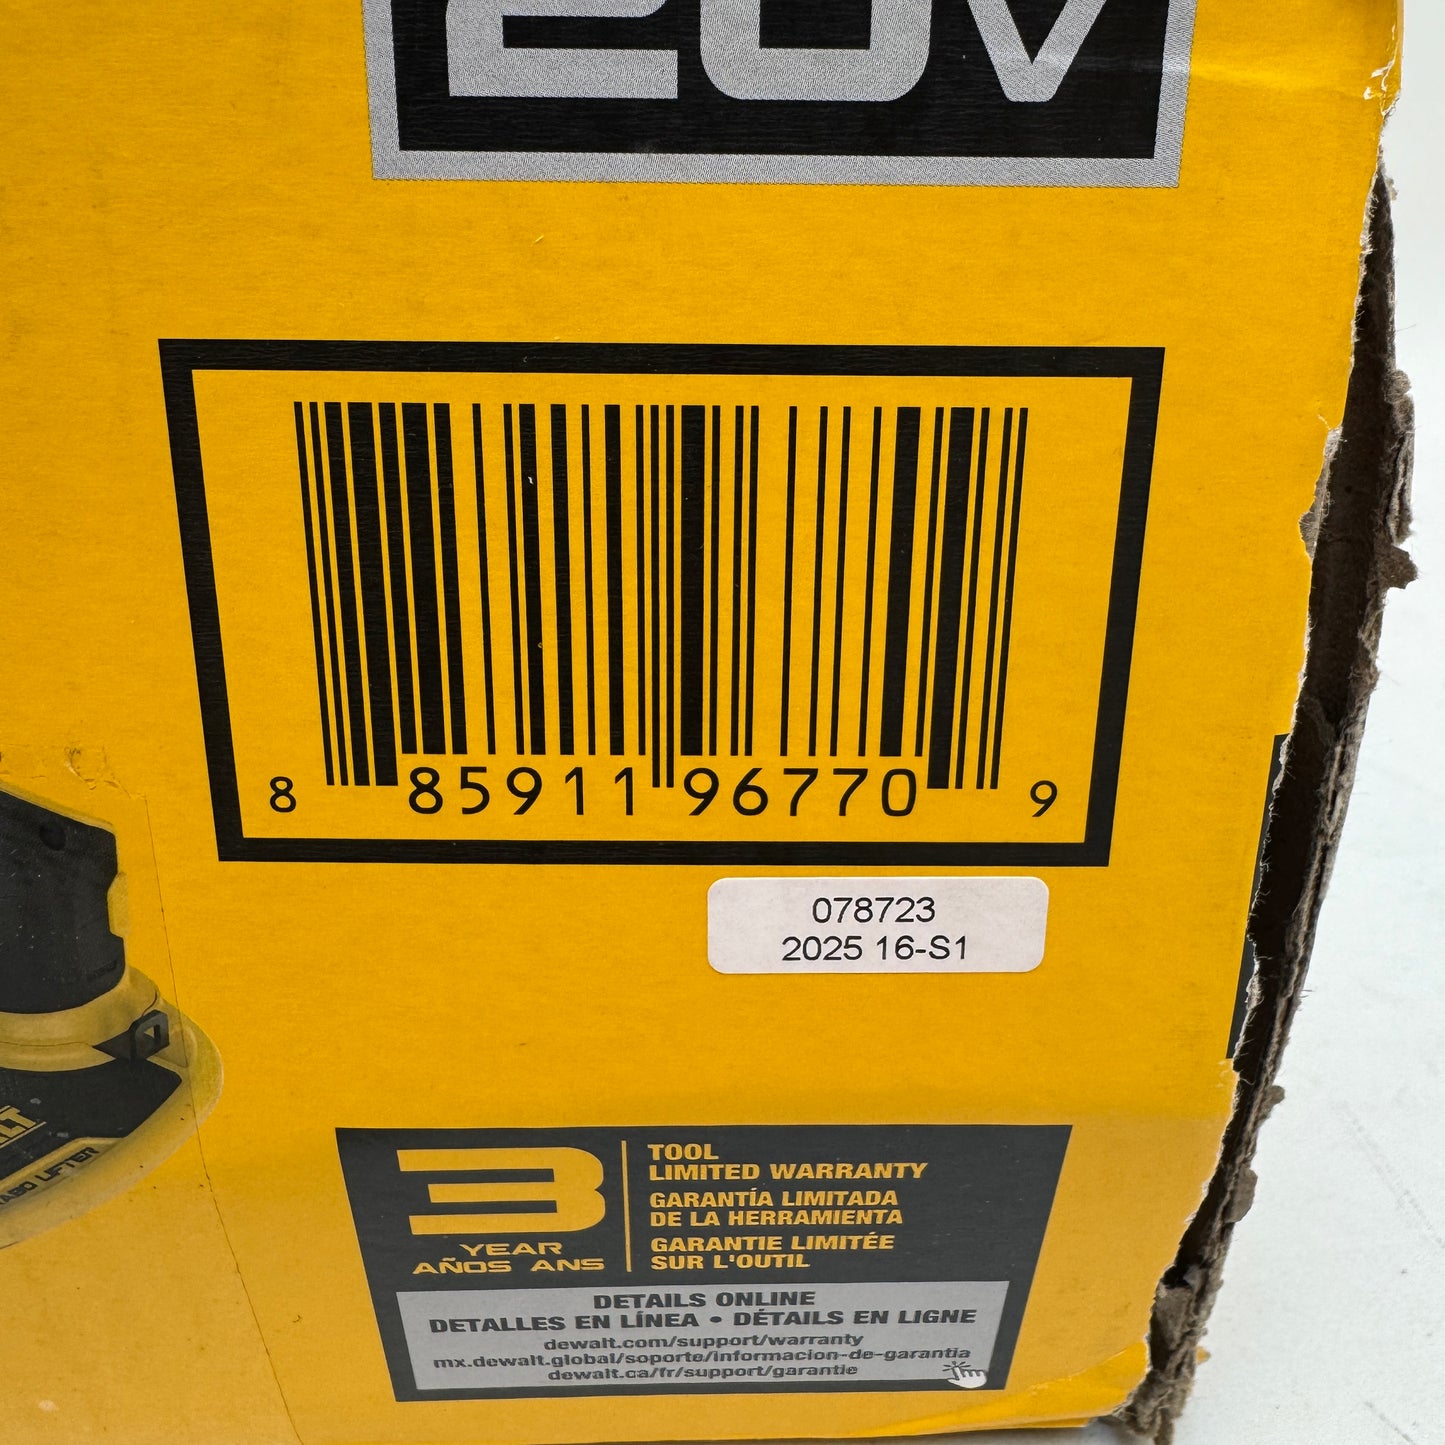 20V
8 85911 96770 9
078723
2025 16-S1
3
YEAR
AÑOS ANS
TOOL
LIMITED WARRANTY
GARANTÍA LIMITADA
DE LA HERRAMIENTA
GARANTIE LIMITÉE
SUR L'OUTIL
DETAILS ONLINE
DETALLES EN LÍNEA • DÉTAILS EN LIGNE
dewalt.com/support/warranty
mx.dewalt.global/soporte/informacion-de-garantia
dewalt.ca/fr/support/garantie